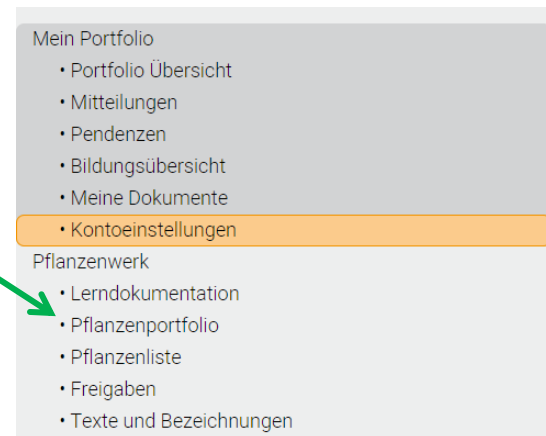 Mein Portfolio
• Portfolio Übersicht
• Mitteilungen
• Pendenzen
• Bildungsübersicht
• Meine Dokumente
• Kontoeinstellungen
Pflanzenwerk
• Lerndokumentation
• Pflanzenportfolio
• Pflanzenliste
• Freigaben
• Texte und Bezeichnungen